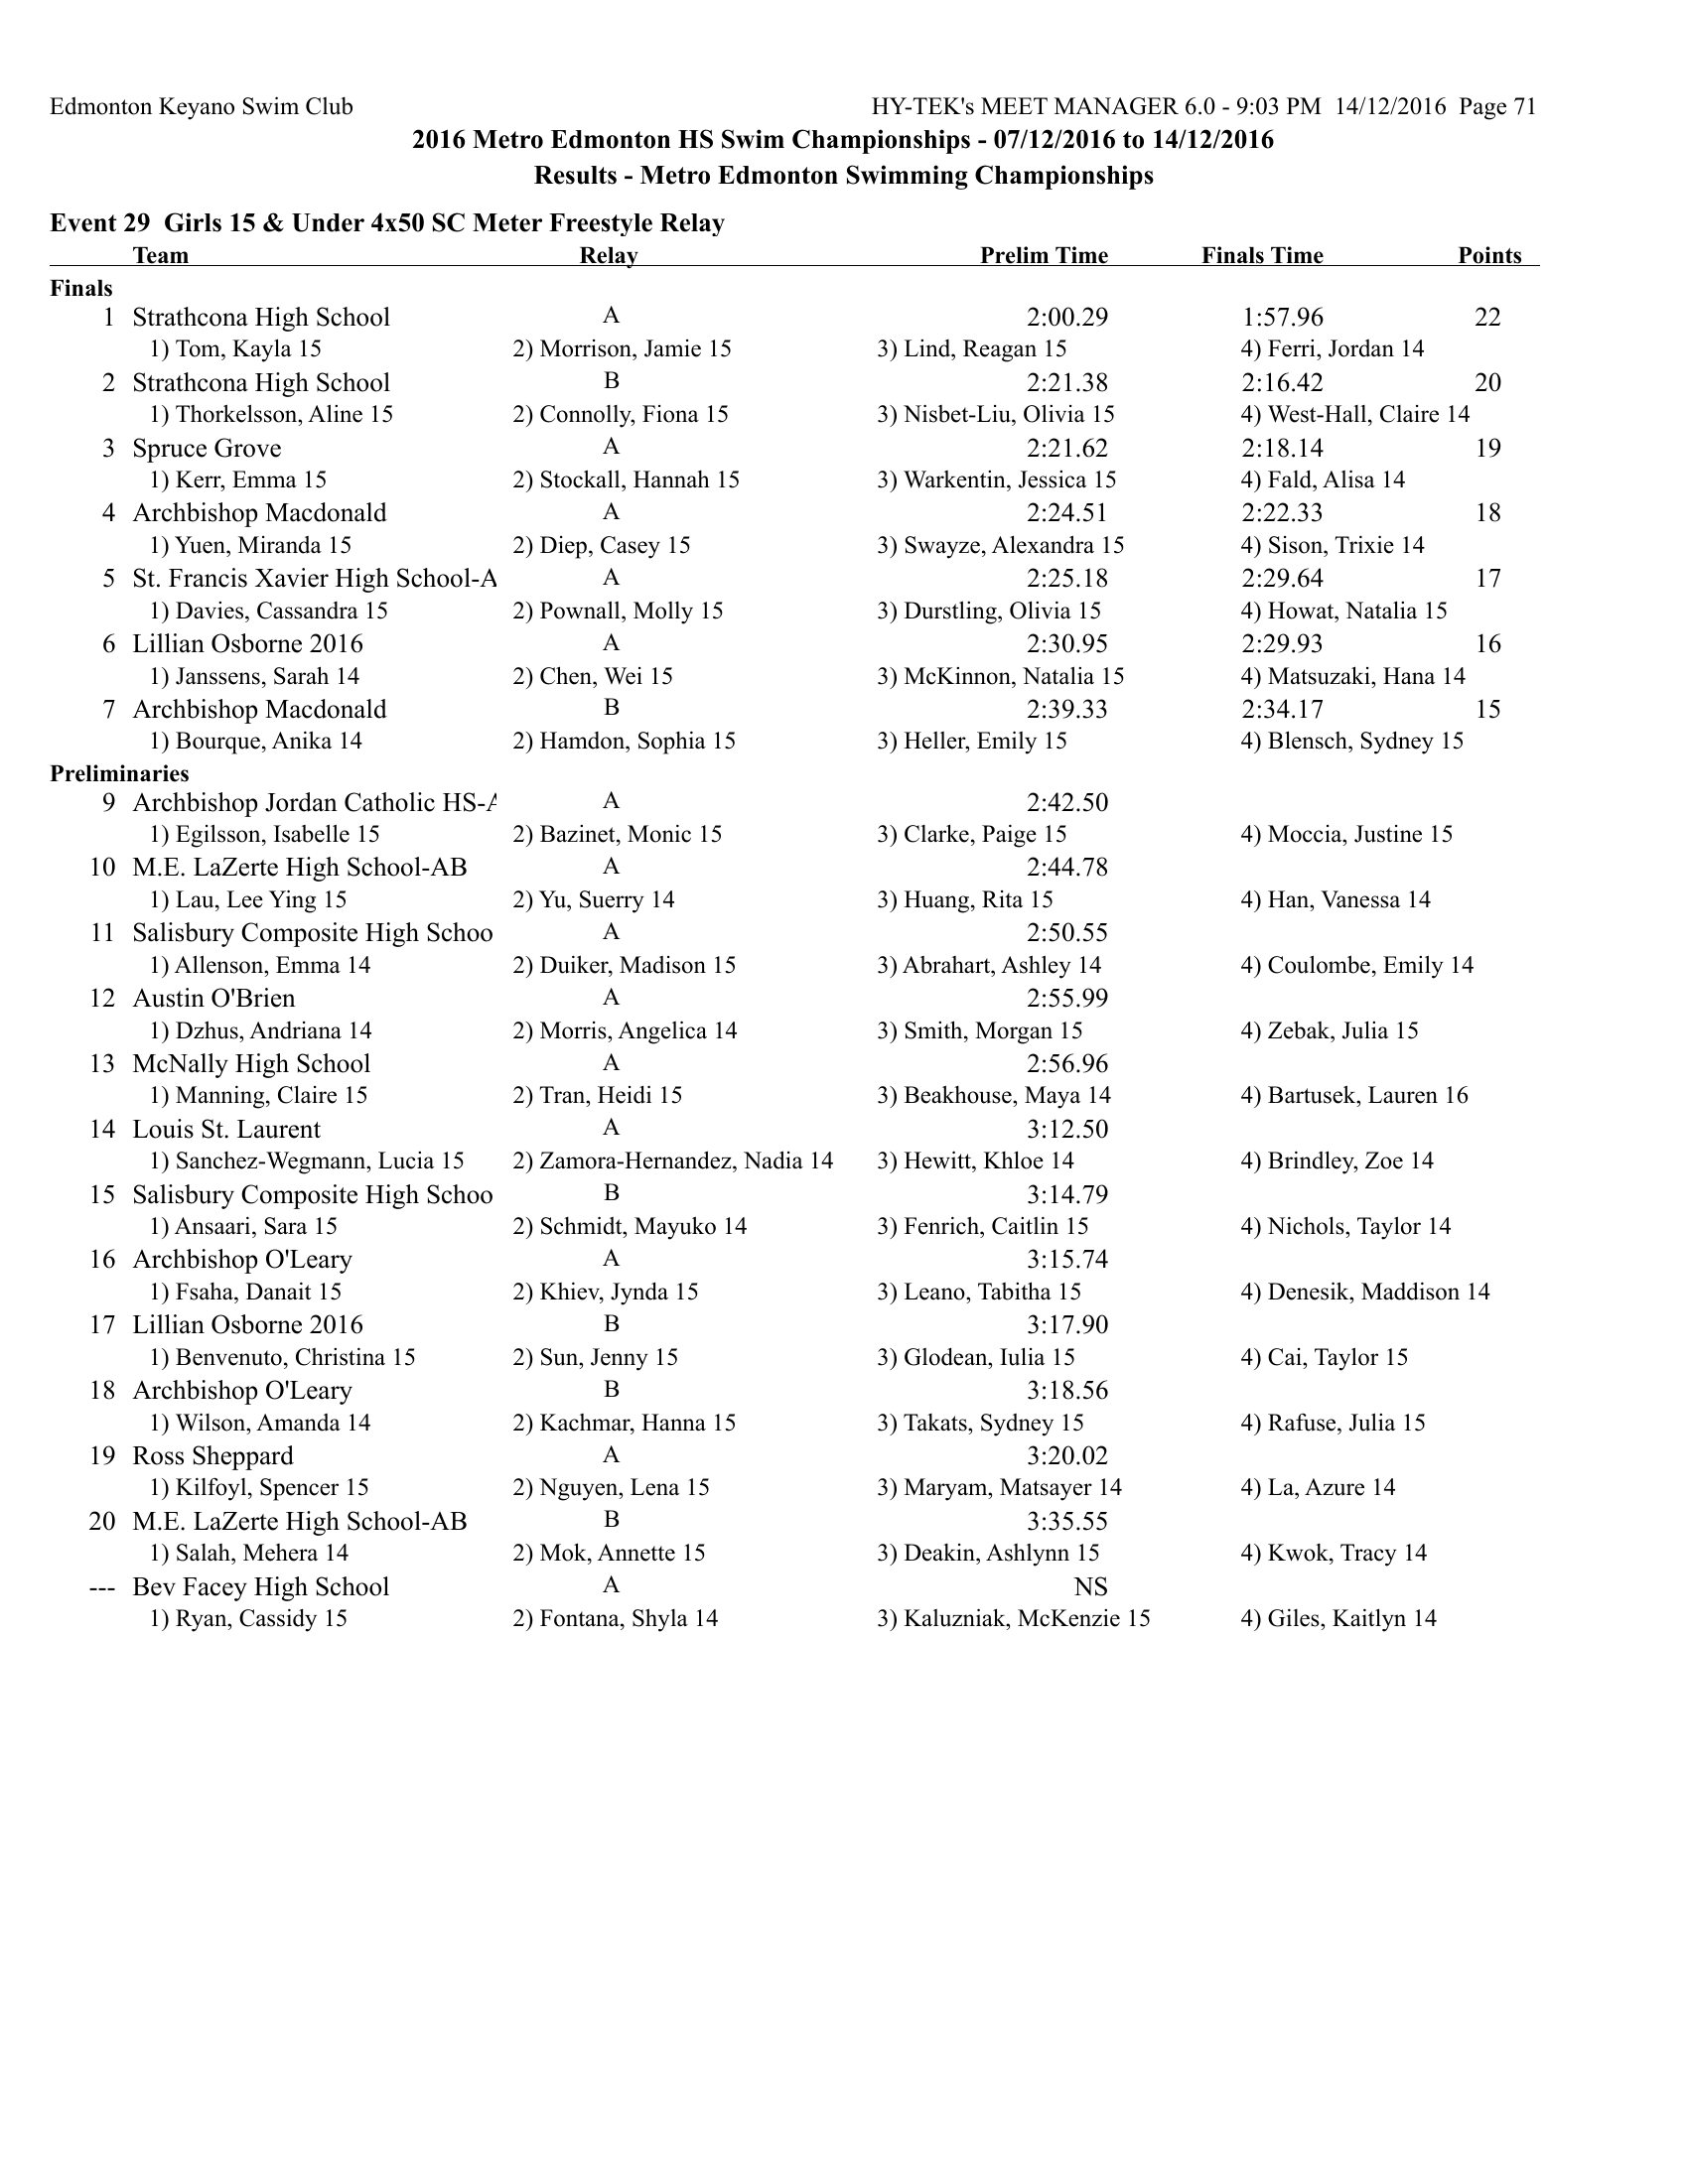 Edmonton Keyano Swim Club HY-TEK's MEET MANAGER 6.0 - 9:03 PM 14/12/2016 Page 71
2016 Metro Edmonton HS Swim Championships - 07/12/2016 to 14/12/2016
Results - Metro Edmonton Swimming Championships
Event 29 Girls 15 & Under 4x50 SC Meter Freestyle Relay
Team Relay Prelim Time Finals Time Points
Finals
1 Strathcona High School A 2:00.29 1:57.96 22
1) Tom, Kayla 15 2) Morrison, Jamie 15 3) Lind, Reagan 15 4) Ferri, Jordan 14
2 Strathcona High School B 2:21.38 2:16.42 20
1) Thorkelsson, Aline 15 2) Connolly, Fiona 15 3) Nisbet-Liu, Olivia 15 4) West-Hall, Claire 14
3 Spruce Grove A 2:21.62 2:18.14 19
1) Kerr, Emma 15 2) Stockall, Hannah 15 3) Warkentin, Jessica 15 4) Fald, Alisa 14
4 Archbishop Macdonald A 2:24.51 2:22.33 18
1) Yuen, Miranda 15 2) Diep, Casey 15 3) Swayze, Alexandra 15 4) Sison, Trixie 14
5 St. Francis Xavier High School-A A 2:25.18 2:29.64 17
1) Davies, Cassandra 15 2) Pownall, Molly 15 3) Durstling, Olivia 15 4) Howat, Natalia 15
6 Lillian Osborne 2016 A 2:30.95 2:29.93 16
1) Janssens, Sarah 14 2) Chen, Wei 15 3) McKinnon, Natalia 15 4) Matsuzaki, Hana 14
7 Archbishop Macdonald B 2:39.33 2:34.17 15
1) Bourque, Anika 14 2) Hamdon, Sophia 15 3) Heller, Emily 15 4) Blensch, Sydney 15
Preliminaries
9 Archbishop Jordan Catholic HS-A A 2:42.50
1) Egilsson, Isabelle 15 2) Bazinet, Monic 15 3) Clarke, Paige 15 4) Moccia, Justine 15
10 M.E. LaZerte High School-AB A 2:44.78
1) Lau, Lee Ying 15 2) Yu, Suerry 14 3) Huang, Rita 15 4) Han, Vanessa 14
11 Salisbury Composite High Schoo A 2:50.55
1) Allenson, Emma 14 2) Duiker, Madison 15 3) Abrahart, Ashley 14 4) Coulombe, Emily 14
12 Austin O'Brien A 2:55.99
1) Dzhus, Andriana 14 2) Morris, Angelica 14 3) Smith, Morgan 15 4) Zebak, Julia 15
13 McNally High School A 2:56.96
1) Manning, Claire 15 2) Tran, Heidi 15 3) Beakhouse, Maya 14 4) Bartusek, Lauren 16
14 Louis St. Laurent A 3:12.50
1) Sanchez-Wegmann, Lucia 15 2) Zamora-Hernandez, Nadia 14 3) Hewitt, Khloe 14 4) Brindley, Zoe 14
15 Salisbury Composite High Schoo B 3:14.79
1) Ansaari, Sara 15 2) Schmidt, Mayuko 14 3) Fenrich, Caitlin 15 4) Nichols, Taylor 14
16 Archbishop O'Leary A 3:15.74
1) Fsaha, Danait 15 2) Khiev, Jynda 15 3) Leano, Tabitha 15 4) Denesik, Maddison 14
17 Lillian Osborne 2016 B 3:17.90
1) Benvenuto, Christina 15 2) Sun, Jenny 15 3) Glodean, Iulia 15 4) Cai, Taylor 15
18 Archbishop O'Leary B 3:18.56
1) Wilson, Amanda 14 2) Kachmar, Hanna 15 3) Takats, Sydney 15 4) Rafuse, Julia 15
19 Ross Sheppard A 3:20.02
1) Kilfoyl, Spencer 15 2) Nguyen, Lena 15 3) Maryam, Matsayer 14 4) La, Azure 14
20 M.E. LaZerte High School-AB B 3:35.55
1) Salah, Mehera 14 2) Mok, Annette 15 3) Deakin, Ashlynn 15 4) Kwok, Tracy 14
--- Bev Facey High School A NS
1) Ryan, Cassidy 15 2) Fontana, Shyla 14 3) Kaluzniak, McKenzie 15 4) Giles, Kaitlyn 14